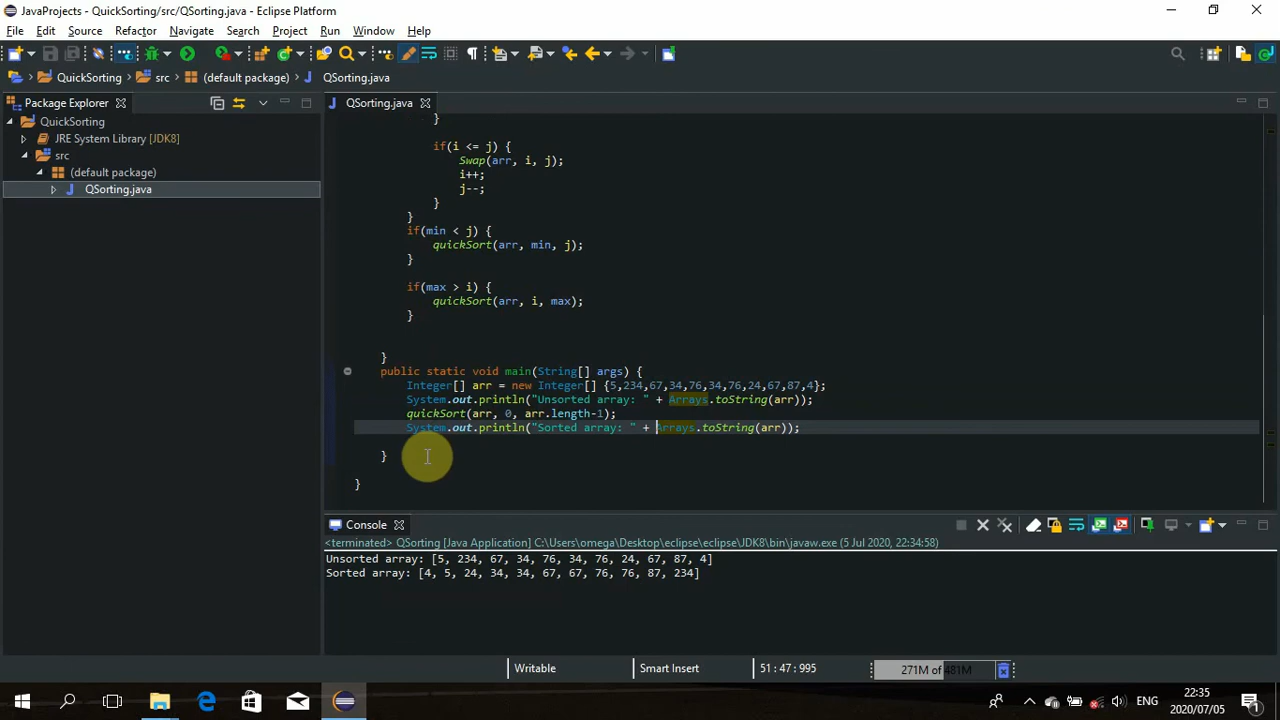 JavaProjects - QuickSorting/src/QSorting.java - Eclipse Platform
File Edit Source Refactor Navigate Search Project Run Window Help
QuickSorting src (default package) QSorting.java
Package Explorer
QuickSorting
JRE System Library [JDK8]
src
(default package)
QSorting.java
QSorting.java
}
if(i <= j) {
Swap(arr, i, j);
i++;
j--;
}
}
if(min < j) {
quickSort(arr, min, j);
}
if(max > i) {
quickSort(arr, i, max);
}
}
public static void main(String[] args) {
Integer[] arr = new Integer[] {5,234,67,34,76,34,76,24,67,87,4};
System.out.println("Unsorted array: " + Arrays.toString(arr));
quickSort(arr, 0, arr.length-1);
System.out.println("Sorted array: " + Arrays.toString(arr));
}
}
Console
<terminated> QSorting [Java Application] C:\Users\omega\Desktop\eclipse\eclipse\JDK8\bin\javaw.exe (5 Jul 2020, 22:34:58)
Unsorted array: [5, 234, 67, 34, 76, 34, 76, 24, 67, 87, 4]
Sorted array: [4, 5, 24, 34, 34, 67, 67, 76, 76, 87, 234]
Writable Smart Insert 51 : 47 : 995 271M of 481M
ENG 22:35
2020/07/05